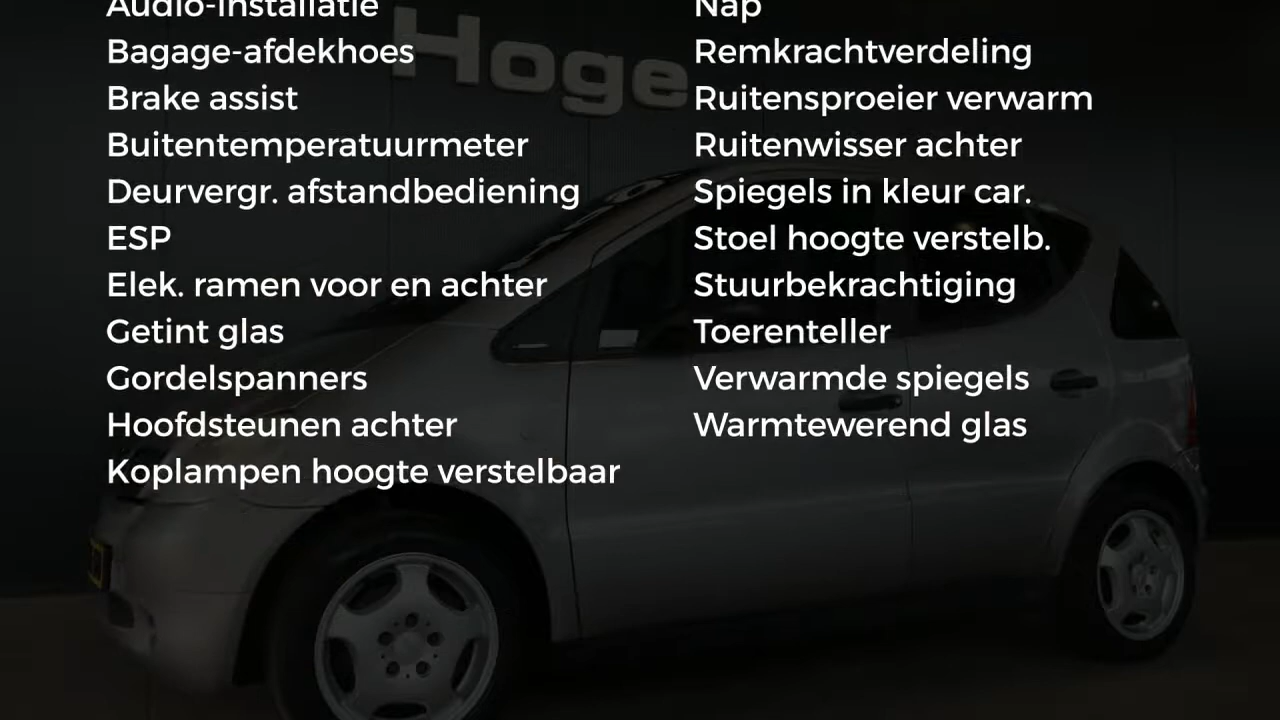 Audio-installatie
Bagage-afdekhoes
Brake assist
Buitentemperatuurmeter
Deurvergr. afstandbediening
ESP
Elek. ramen voor en achter
Getint glas
Gordelspanners
Hoofdsteunen achter
Koplampen hoogte verstelbaar
Nap
Remkrachtverdeling
Ruitensproeier verwarm
Ruitenwisser achter
Spiegels in kleur car.
Stoel hoogte verstelb.
Stuurbekrachtiging
Toerenteller
Verwarmde spiegels
Warmtewerend glas
Hoge